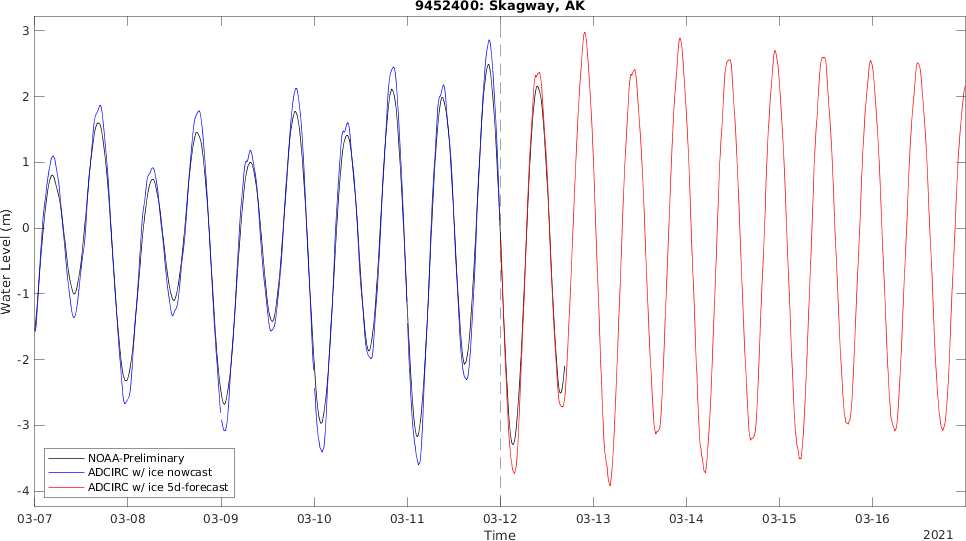 9452400: Skagway, AK
Water Level (m)
3
2
1
0
-1
-2
-3
-4
NOAA-Preliminary
ADCIRC w/ ice nowcast
ADCIRC w/ ice 5d-forecast
03-07 03-08 03-09 03-10 03-11 03-12 03-13 03-14 03-15 03-16
Time
2021